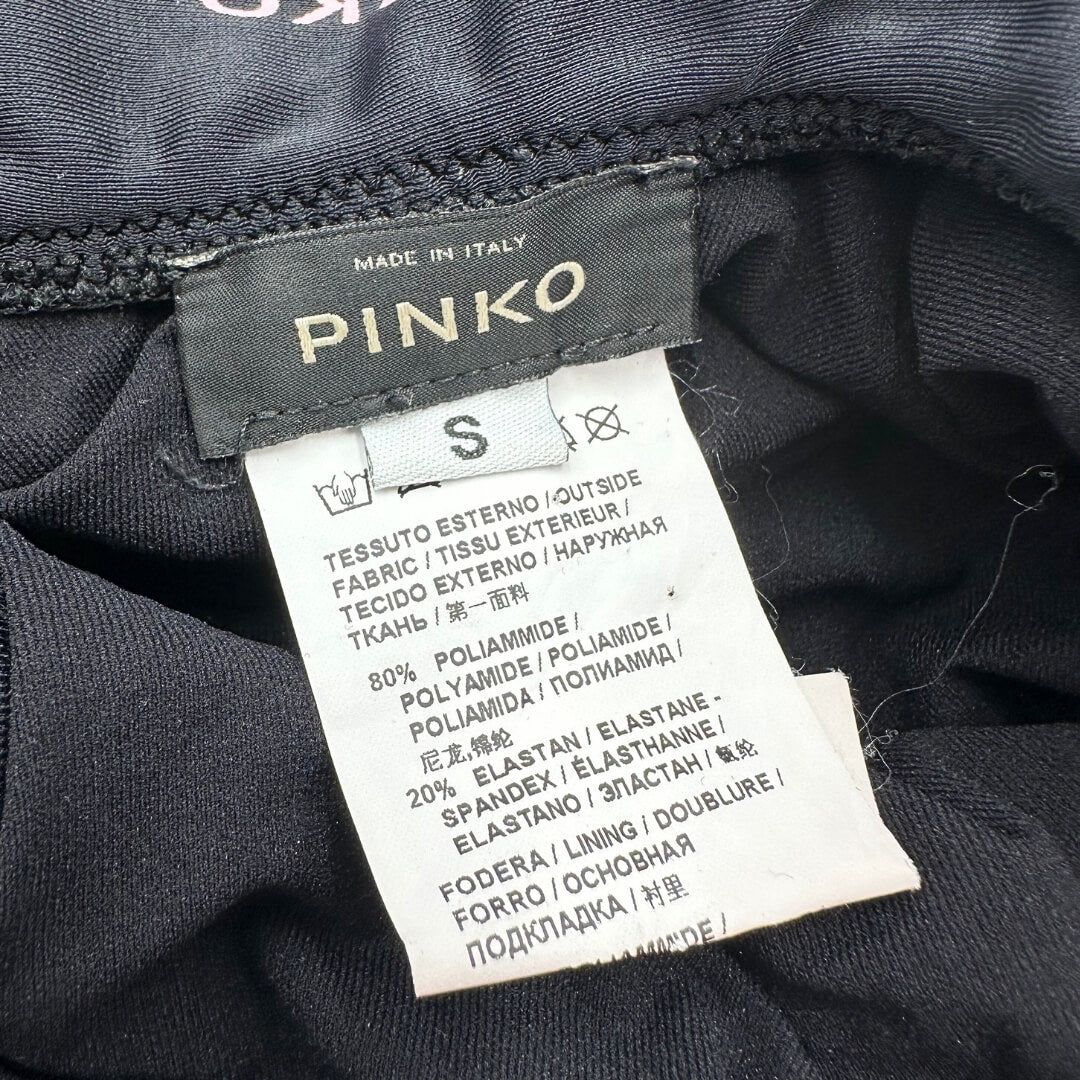 MADE IN ITALY
PINKO
S
TESSUTO ESTERNO / OUTSIDE
FABRIC / TISSU EXTERIEUR /
TECIDO EXTERNO / НАРУЖНАЯ
ТКАНЬ / 第一面料
80% POLIAMMIDE /
POLYAMIDE / POLIAMIDE /
POLIAMIDA / ПОЛИАМИД /
尼龙,锦纶
20% ELASTAN / ELASTANE -
SPANDEX / ÉLASTHANNE /
ELASTANO / ЭЛАСТАН / 氨纶
FODERA / LINING / DOUBLURE /
FORRO / ОСНОВНАЯ
ПОДКЛАДКА / 衬里